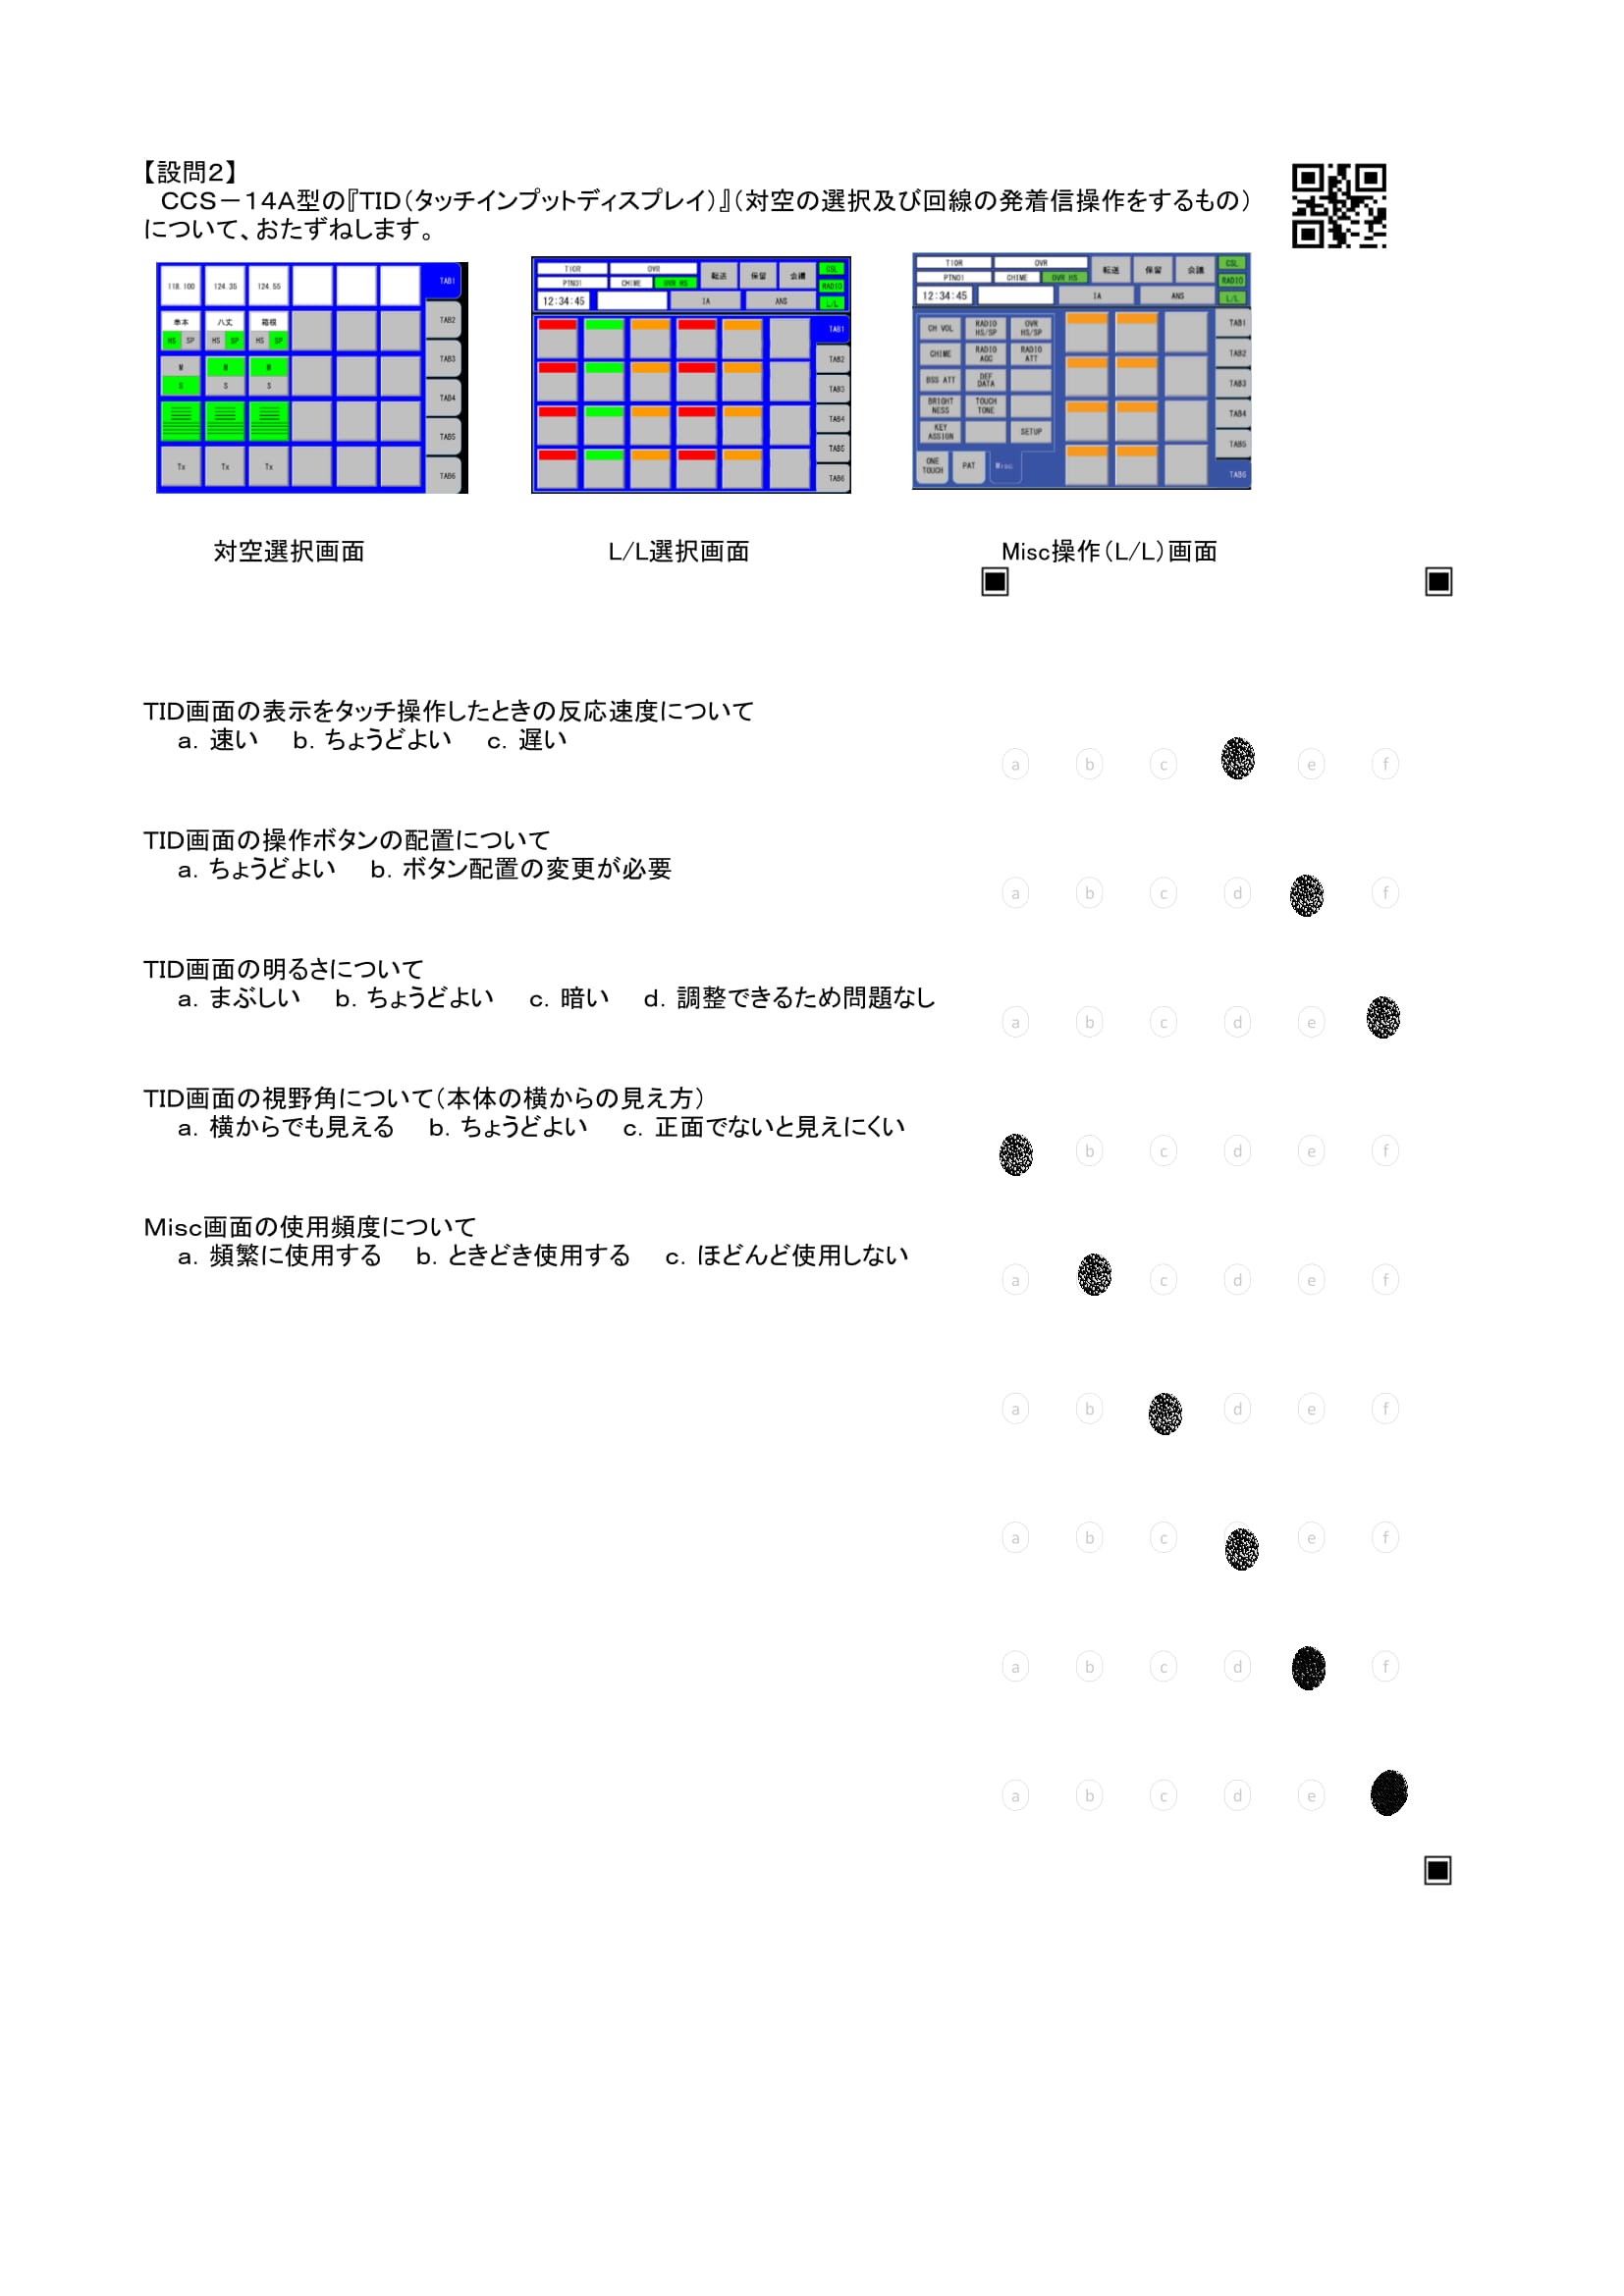 【設問２】
ＣＣＳ－１４Ａ型の『TID（タッチインプットディスプレイ）』（対空の選択及び回線の発着信操作をするもの）
について、おたずねします。
118.100 124.35 124.55 TAB1
串本 八丈 箱根 TAB2
HS SP HS SP HS SP
M M M TAB3
S S S TAB4
TAB5
Tx Tx Tx TAB6
対空選択画面
TIOR OVR 転送 保留 会議 CSL
PTN01 CHIME OVR HS RADIO
12:34:45 IA ANS L/L
TAB1
TAB2
TAB3
TAB4
TAB5
TAB6
L/L選択画面
TIOR OVR 転送 保留 会議 CSL
PTN01 CHIME OVR HS RADIO
12:34:45 IA ANS L/L
CH VOL RADIO HS/SP OVR HS/SP TAB1
CHIME RADIO AGC RADIO ATT TAB2
BSS ATT DEF DATA TAB3
BRIGHT NESS TOUCH TONE TAB4
KEY ASSIGN SETUP TAB5
ONE TOUCH PAT Misc TAB6
Misc操作（L/L）画面
TID画面の表示をタッチ操作したときの反応速度について
a. 速い b. ちょうどよい c. 遅い
a b c e f
TID画面の操作ボタンの配置について
a. ちょうどよい b. ボタン配置の変更が必要
a b c d f
TID画面の明るさについて
a. まぶしい b. ちょうどよい c. 暗い d. 調整できるため問題なし
a b c d e
TID画面の視野角について（本体の横からの見え方）
a. 横からでも見える b. ちょうどよい c. 正面でないと見えにくい
b c d e f
Misc画面の使用頻度について
a. 頻繁に使用する b. ときどき使用する c. ほどんど使用しない
a c d e f
a b d e f
a b c e f
a b c d f
a b c d e